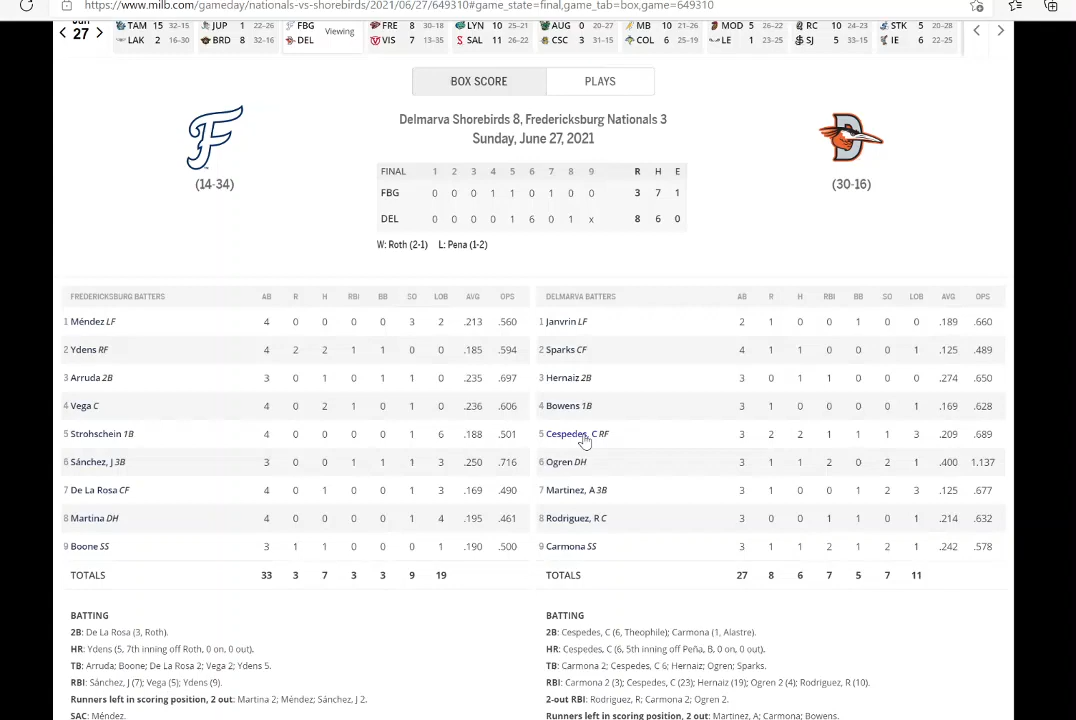 https://www.milb.com/gameday/nationals-vs-shorebirds/2021/06/27/649310#game_state=final,game_tab=box,game=649310
27
TAM 15 32-15 JUP 1 22-26 FBG Viewing FRE 8 30-18 LYN 10 25-21 AUG 0 20-27 MB 10 21-26 MOD 5 26-22 RC 10 24-23 STK 5 20-28
LAK 2 16-30 BRD 8 32-16 DEL VIS 7 13-35 SAL 11 26-22 CSC 3 31-15 COL 6 25-19 LE 1 23-25 SJ 5 33-15 IE 6 22-25
BOX SCORE PLAYS
Delmarva Shorebirds 8, Fredericksburg Nationals 3
Sunday, June 27, 2021
(14-34) (30-16)
FINAL 1 2 3 4 5 6 7 8 9 R H E
FBG 0 0 0 1 1 0 1 0 0 3 7 1
DEL 0 0 0 0 1 6 0 1 x 8 6 0
W: Roth (2-1) L: Pena (1-2)
FREDERICKSBURG BATTERS AB R H RBI BB SO LOB AVG OPS
1 Méndez LF 4 0 0 0 0 3 2 .213 .560
2 Ydens RF 4 2 2 1 1 0 0 .185 .594
3 Arruda 2B 3 0 1 0 1 1 0 .235 .697
4 Vega C 4 0 2 1 0 1 0 .236 .606
5 Strohschein 1B 4 0 0 0 0 1 6 .188 .501
6 Sánchez, J 3B 3 0 0 1 1 1 3 .250 .716
7 De La Rosa CF 4 0 1 0 0 1 3 .169 .490
8 Martina DH 4 0 0 0 0 1 4 .195 .461
9 Boone SS 3 1 1 0 0 0 1 .190 .500
TOTALS 33 3 7 3 3 9 19
BATTING
2B: De La Rosa (3, Roth).
HR: Ydens (5, 7th inning off Roth, 0 on, 0 out).
TB: Arruda; Boone; De La Rosa 2; Vega 2; Ydens 5.
RBI: Sánchez, J (7); Vega (5); Ydens (9).
Runners left in scoring position, 2 out: Martina 2; Méndez; Sánchez, J 2.
SAC: Méndez.
DELMARVA BATTERS AB R H RBI BB SO LOB AVG OPS
1 Janvrin LF 2 1 0 0 1 0 0 .189 .660
2 Sparks CF 4 1 1 0 0 0 1 .125 .489
3 Hernaiz 2B 3 0 1 1 0 0 0 .274 .650
4 Bowens 1B 3 1 0 0 0 0 1 .169 .628
5 Cespedes, C RF 3 2 2 1 1 1 3 .209 .689
6 Ogren DH 3 1 1 2 0 2 1 .400 1.137
7 Martinez, A 3B 3 1 0 0 1 2 3 .125 .677
8 Rodriguez, R C 3 0 0 1 1 0 1 .214 .632
9 Carmona SS 3 1 1 2 1 2 1 .242 .578
TOTALS 27 8 6 7 5 7 11
BATTING
2B: Cespedes, C (6, Theophile); Carmona (1, Alastre).
HR: Cespedes, C (6, 5th inning off Peña, B, 0 on, 0 out).
TB: Carmona 2; Cespedes, C 6; Hernaiz; Ogren; Sparks.
RBI: Carmona 2 (3); Cespedes, C (23); Hernaiz (19); Ogren 2 (4); Rodriguez, R (10).
2-out RBI: Rodriguez, R; Carmona 2; Ogren 2.
Runners left in scoring position, 2 out: Martinez, A; Carmona; Bowens.